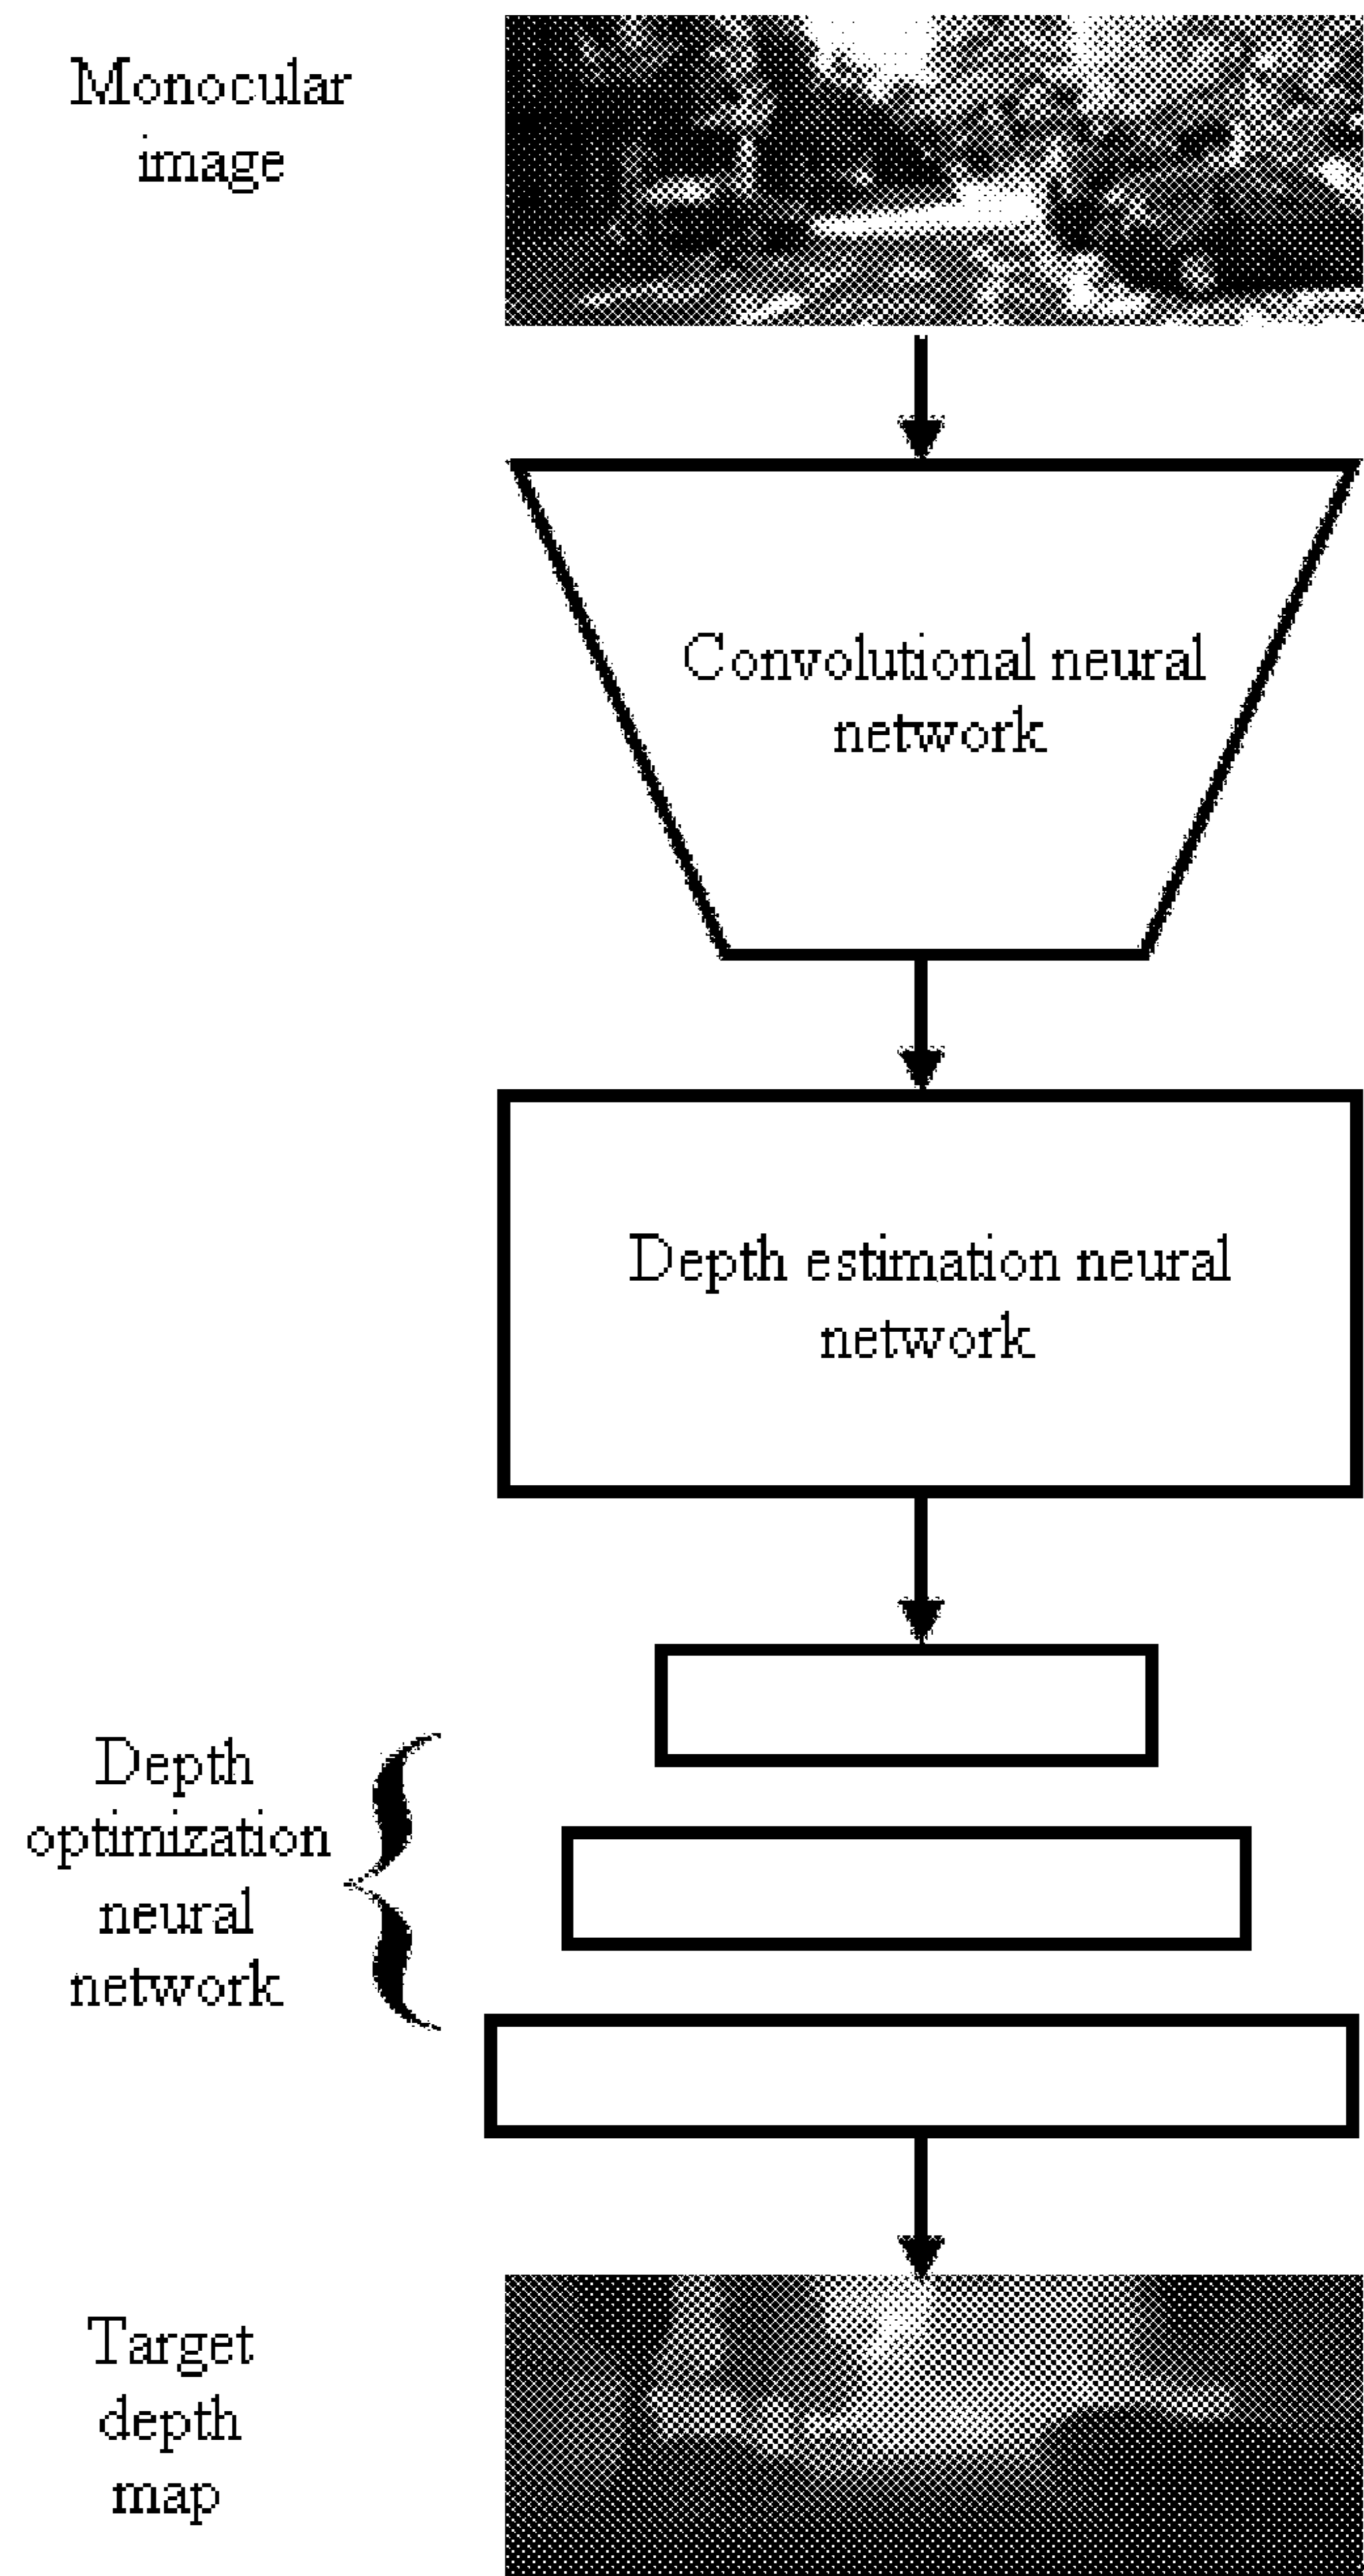 Monocular
image
Convolutional neural
network
Depth estimation neural
network
Depth
optimization
neural
network
Target
depth
map